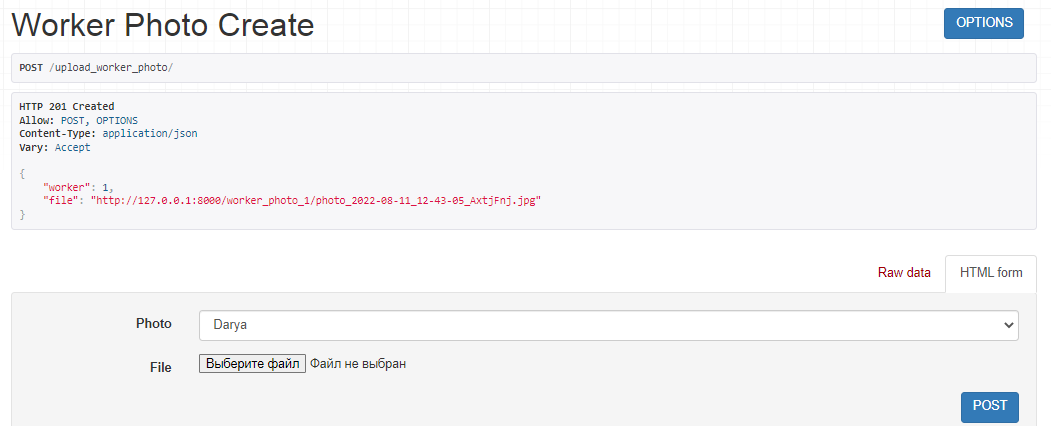 Worker Photo Create
OPTIONS
POST /upload_worker_photo/
HTTP 201 Created
Allow: POST, OPTIONS
Content-Type: application/json
Vary: Accept
{
"worker": 1,
"file": "http://127.0.0.1:8000/worker_photo_1/photo_2022-08-11_12-43-05_AxtjFnj.jpg"
}
Raw data
HTML form
Photo
Darya
File
Выберите файл Файл не выбран
POST